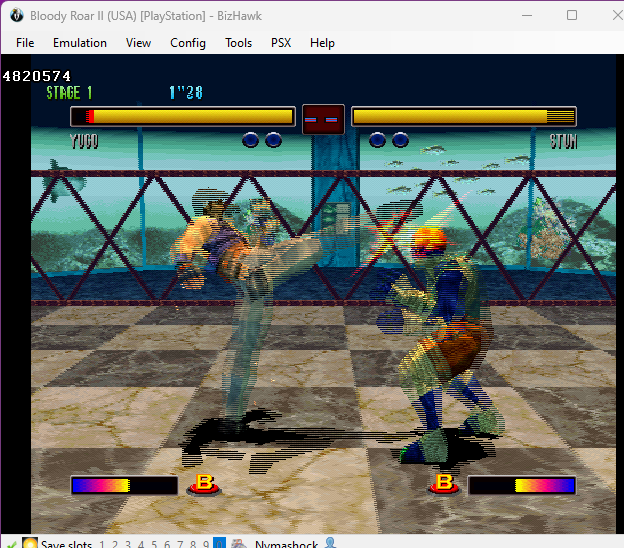 Bloody Roar II (USA) [PlayStation] - BizHawk
File Emulation View Config Tools PSX Help
4820574
STAGE 1 1"28
YUGO STUN
B B
Save slots 1 2 3 4 5 6 7 8 9 0 Nymashock